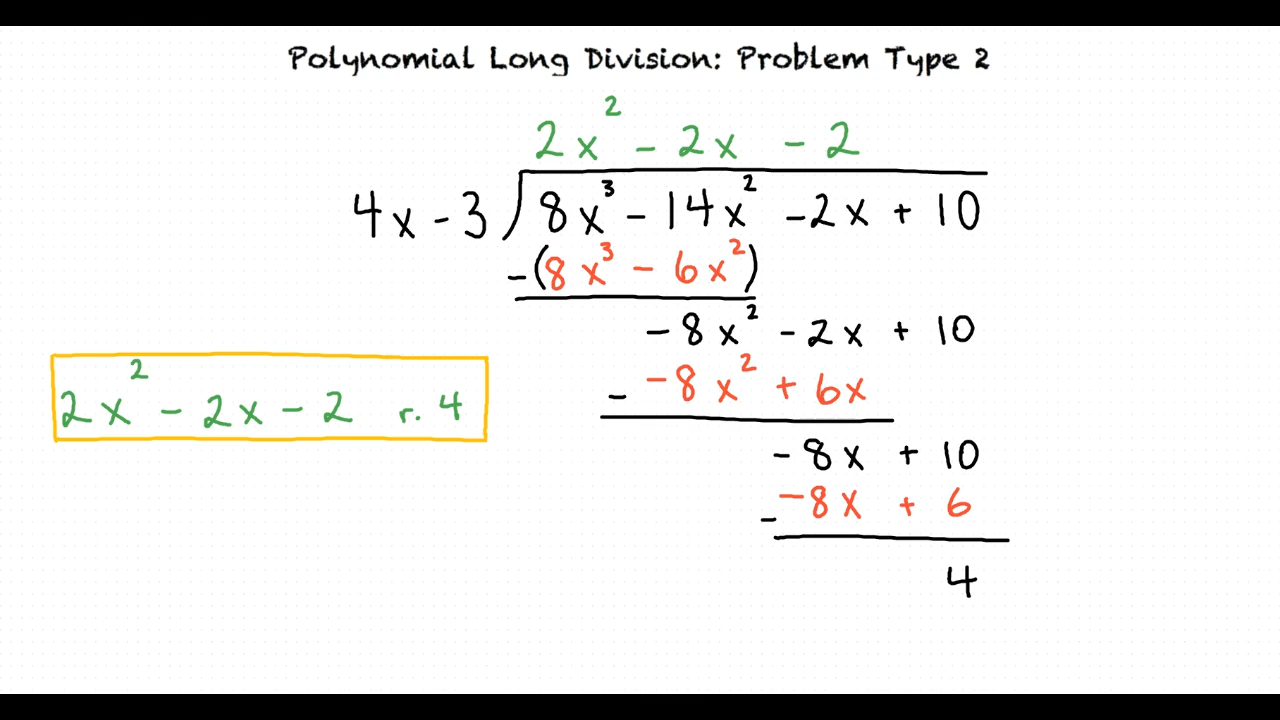 Polynomial Long Division: Problem Type 2
2x² - 2x - 2
4x - 3 8x³ - 14x² - 2x + 10
-(8x³ - 6x²)
-8x² - 2x + 10
- -8x² + 6x
2x² - 2x - 2 r. 4
-8x + 10
- -8x + 6
4